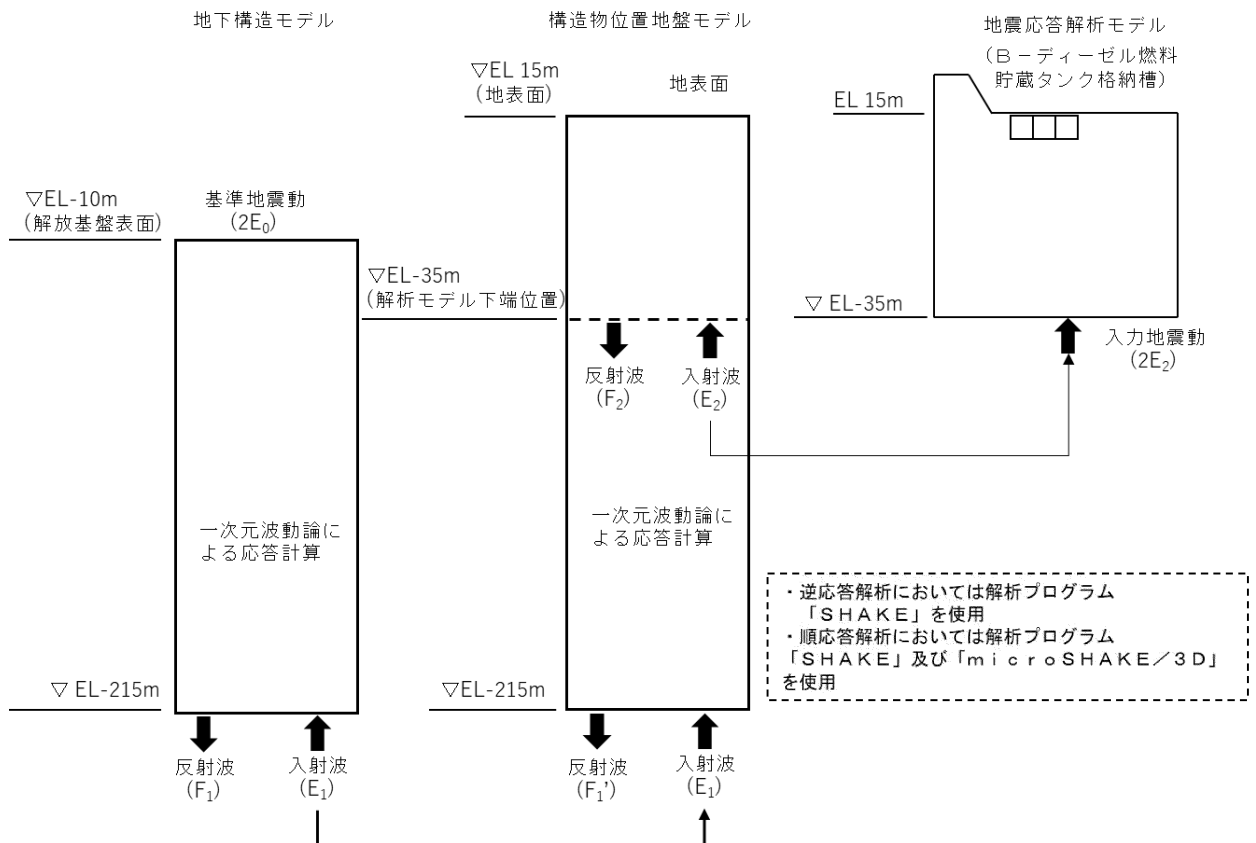 地下構造モデル
▽EL-10m
(解放基盤表面)
基準地震動
(2E₀)
一次元波動論に
よる応答計算
▽ EL-215m
反射波
(F₁)
入射波
(E₁)
構造物位置地盤モデル
▽EL 15m
(地表面)
地表面
▽EL-35m
(解析モデル下端位置)
反射波
(F₂)
入射波
(E₂)
一次元波動論に
よる応答計算
▽EL-215m
反射波
(F₁')
入射波
(E₁)
地震応答解析モデル
(B－ディーゼル燃料
貯蔵タンク格納槽)
EL 15m
▽ EL-35m
入力地震動
(2E₂)
・逆応答解析においては解析プログラム
「ＳＨＡＫＥ」を使用
・順応答解析においては解析プログラム
「ＳＨＡＫＥ」及び「ｍｉｃｒｏＳＨＡＫＥ／３Ｄ」
を使用